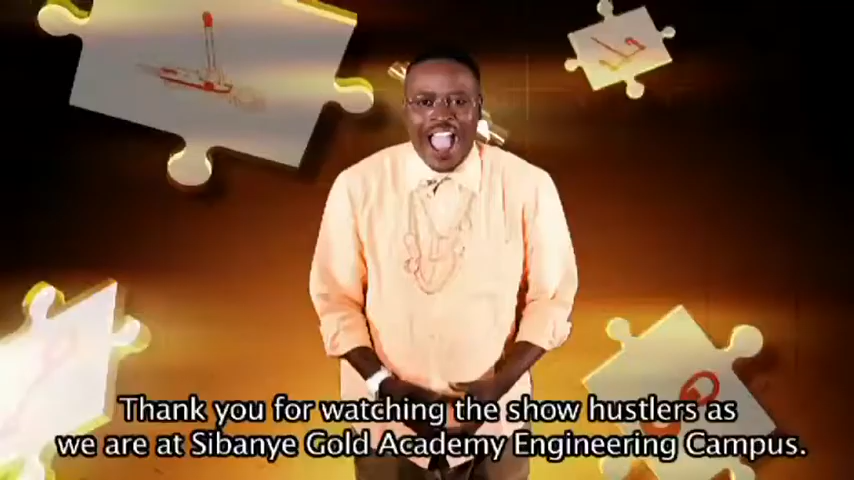 Thank you for watching the show hustlers as
we are at Sibanye Gold Academy Engineering Campus.